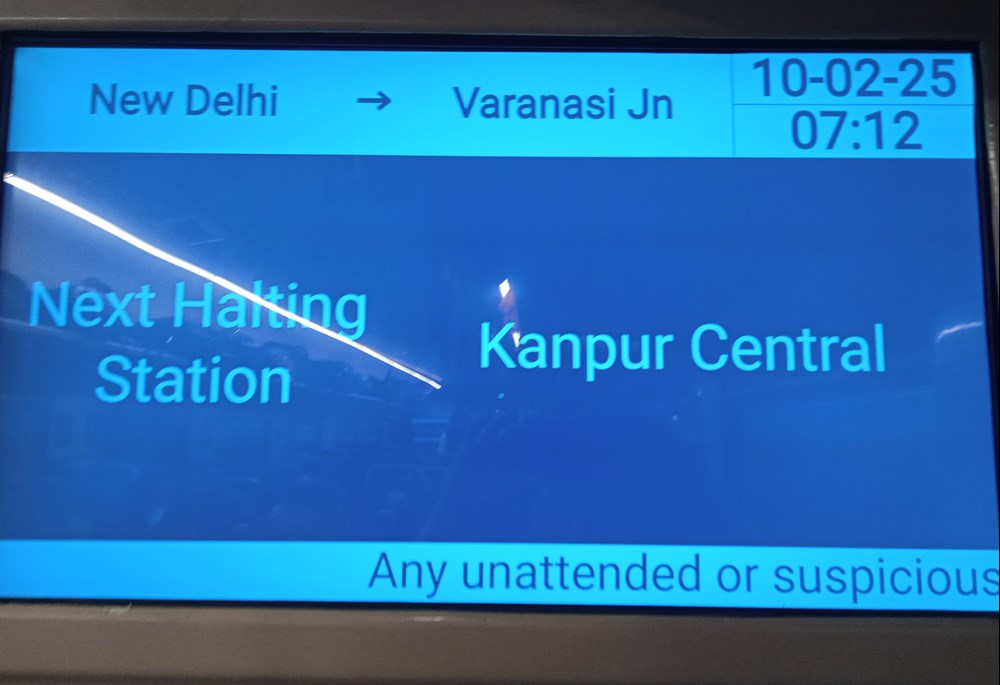 New Delhi → Varanasi Jn
10-02-25
07:12
Next Halting
Station
Kanpur Central
Any unattended or suspicious